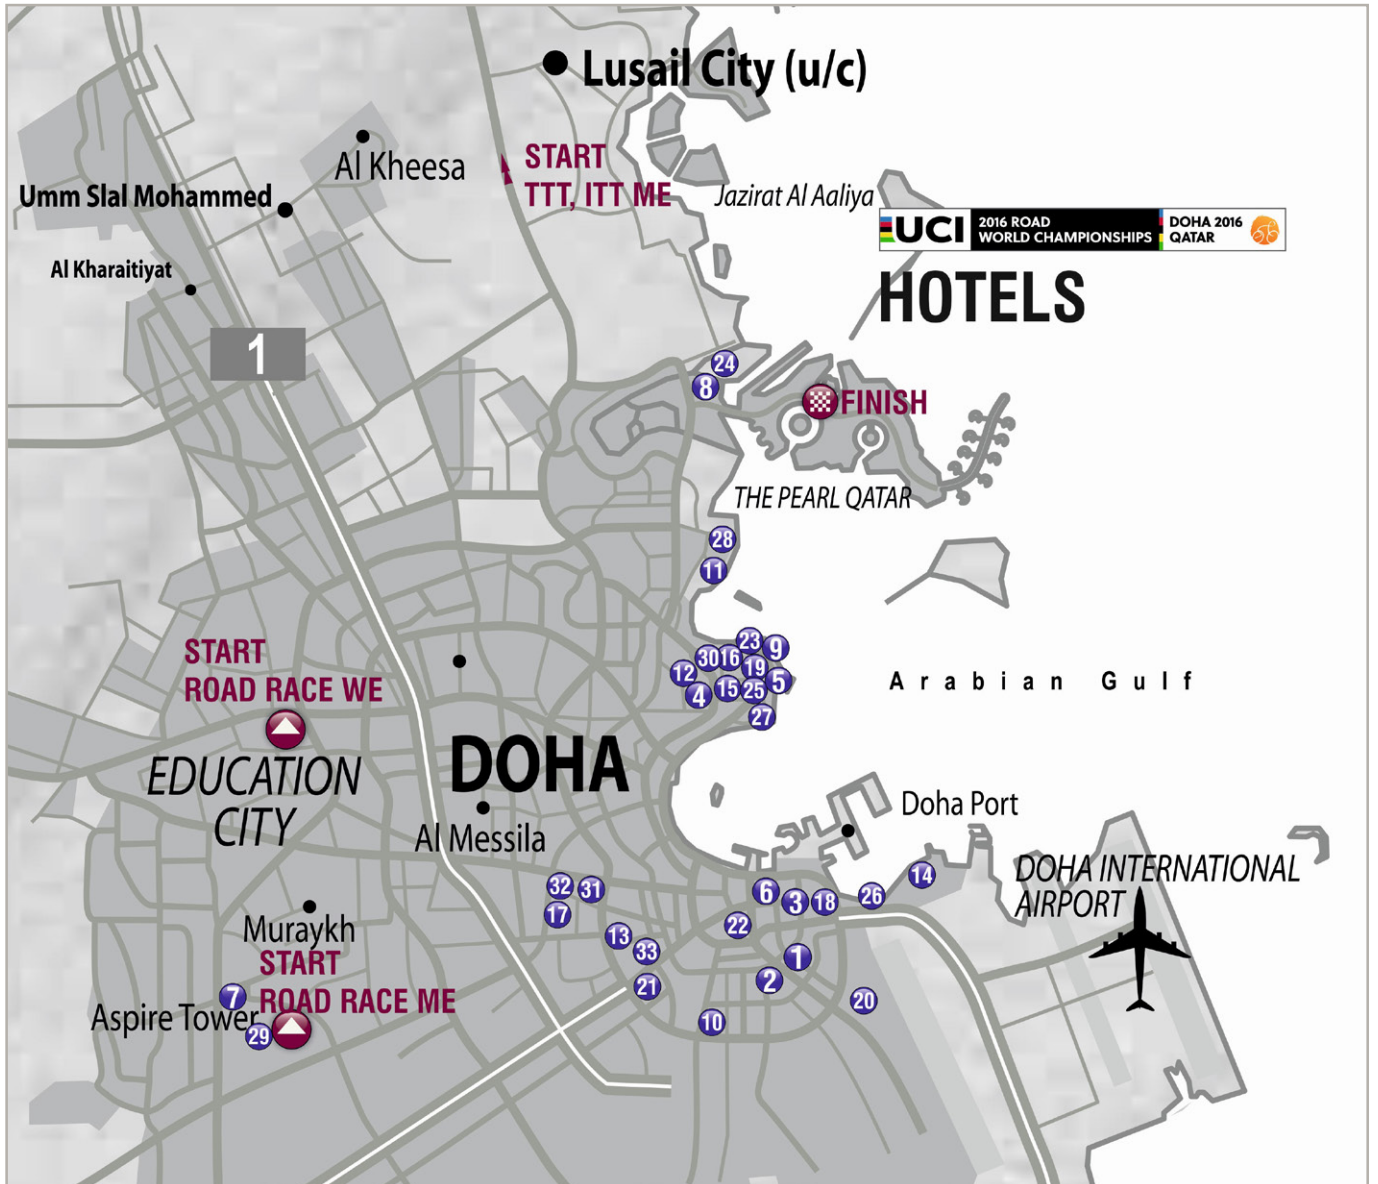 Lusail City (u/c)
START
TTT, ITT ME
Al Kheesa
Jazirat Al Aaliya
Umm Slal Mohammed
UCI
2016 ROAD
WORLD CHAMPIONSHIPS
DOHA 2016
QATAR
HOTELS
Al Kharaitiyat
1
24
8
FINISH
THE PEARL QATAR
28
11
START
ROAD RACE WE
23
9
30
16
19
12
5
4
15
25
27
Arabian Gulf
EDUCATION
CITY
DOHA
Al Messila
Doha Port
DOHA INTERNATIONAL
AIRPORT
14
32
31
6
3
18
26
17
22
13
33
1
2
21
20
10
Muraykh
START
ROAD RACE ME
7
Aspire Tower
29